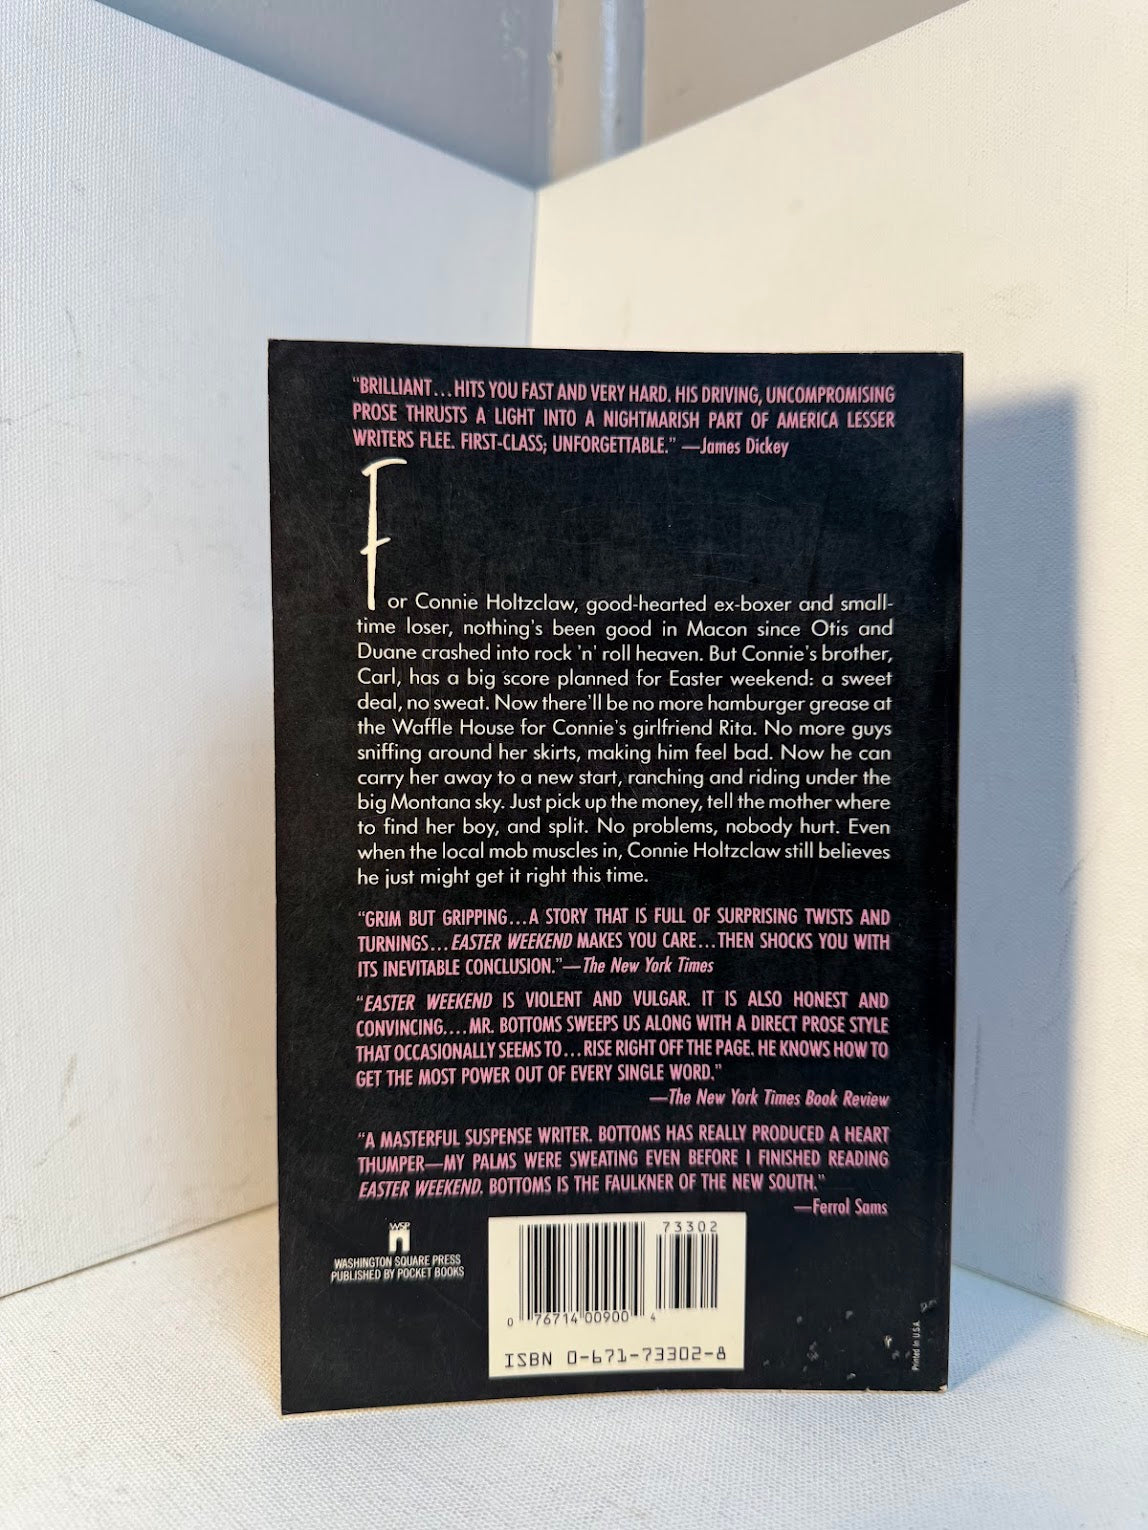 "BRILLIANT...HITS YOU FAST AND VERY HARD. HIS DRIVING, UNCOMPROMISING
PROSE THRUSTS A LIGHT INTO A NIGHTMARISH PART OF AMERICA LESSER
WRITERS FLEE. FIRST-CLASS; UNFORGETTABLE." —James Dickey
For Connie Holtzclaw, good-hearted ex-boxer and small-
time loser, nothing's been good in Macon since Otis and
Duane crashed into rock 'n' roll heaven. But Connie's brother,
Carl, has a big score planned for Easter weekend: a sweet
deal, no sweat. Now there'll be no more hamburger grease at
the Waffle House for Connie's girlfriend Rita. No more guys
sniffing around her skirts, making him feel bad. Now he can
carry her away to a new start, ranching and riding under the
big Montana sky. Just pick up the money, tell the mother where
to find her boy, and split. No problems, nobody hurt. Even
when the local mob muscles in, Connie Holtzclaw still believes
he just might get it right this time.
"GRIM BUT GRIPPING...A STORY THAT IS FULL OF SURPRISING TWISTS AND
TURNINGS...EASTER WEEKEND MAKES YOU CARE...THEN SHOCKS YOU WITH
ITS INEVITABLE CONCLUSION."—The New York Times
"EASTER WEEKEND IS VIOLENT AND VULGAR. IT IS ALSO HONEST AND
CONVINCING....MR. BOTTOMS SWEEPS US ALONG WITH A DIRECT PROSE STYLE
THAT OCCASIONALLY SEEMS TO...RISE RIGHT OFF THE PAGE. HE KNOWS HOW TO
GET THE MOST POWER OUT OF EVERY SINGLE WORD."
—The New York Times Book Review
"A MASTERFUL SUSPENSE WRITER. BOTTOMS HAS REALLY PRODUCED A HEART
THUMPER—MY PALMS WERE SWEATING EVEN BEFORE I FINISHED READING
EASTER WEEKEND. BOTTOMS IS THE FAULKNER OF THE NEW SOUTH."
—Ferrol Sams
WSP
WASHINGTON SQUARE PRESS
PUBLISHED BY POCKET BOOKS
73302
0 76714 00900 4
ISBN 0-671-73302-8
Printed in U.S.A.